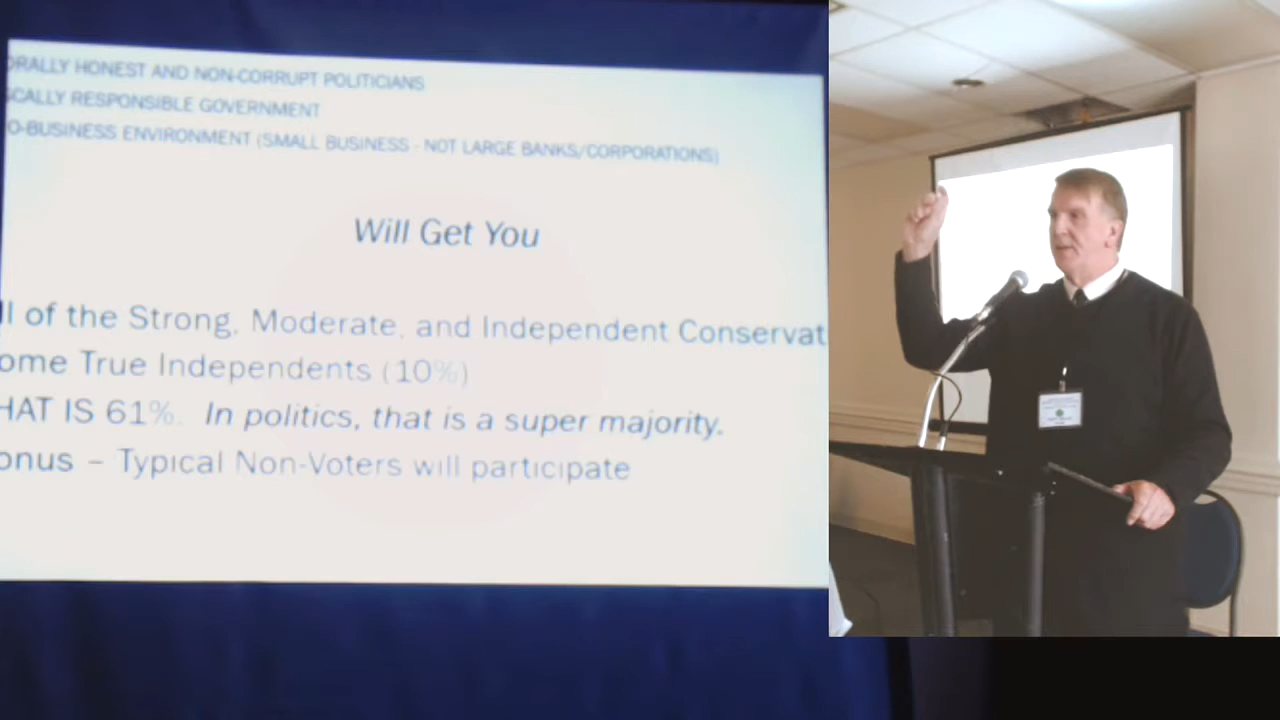 ORALLY HONEST AND NON-CORRUPT POLITICIANS
CALLY RESPONSIBLE GOVERNMENT
O-BUSINESS ENVIRONMENT (SMALL BUSINESS - NOT LARGE BANKS/CORPORATIONS)
Will Get You
ll of the Strong, Moderate, and Independent Conservat
ome True Independents (10%)
HAT IS 61%. In politics, that is a super majority.
onus – Typical Non-Voters will participate